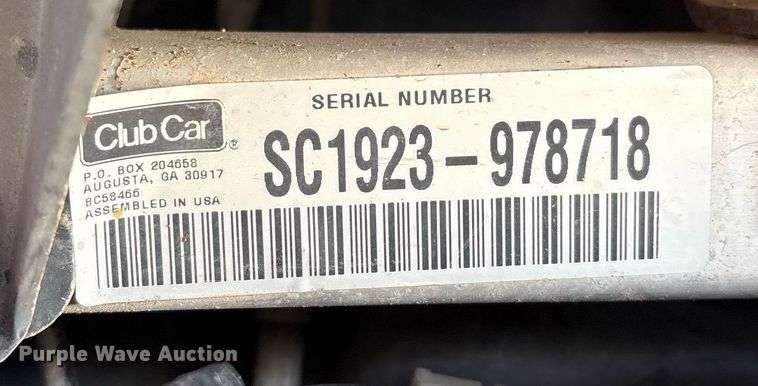 Club Car ®
P.O. BOX 204658
AUGUSTA, GA 30917
BC58466
ASSEMBLED IN USA
SERIAL NUMBER
SC1923-978718
Purple Wave Auction